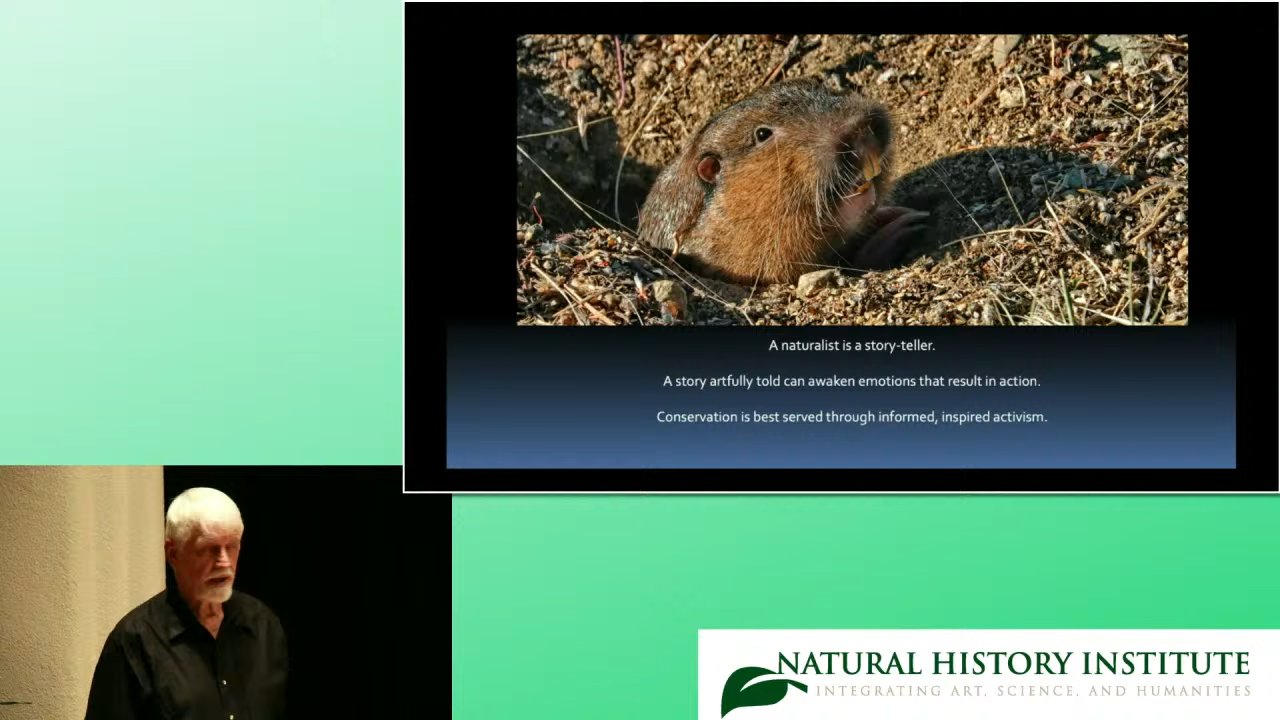 A naturalist is a story-teller.
A story artfully told can awaken emotions that result in action.
Conservation is best served through informed, inspired activism.
NATURAL HISTORY INSTITUTE
INTEGRATING ART, SCIENCE, AND HUMANITIES